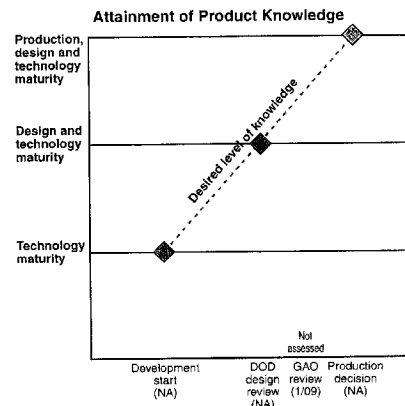 Attainment of Product Knowledge
Production,
design and
technology
maturity
Design and
technology
maturity
Desired level of knowledge
Technology
maturity
Not
assessed
Development
start
(NA)
DOD
design
review
(NA)
GAO
review
(1/09)
Production
decision
(NA)